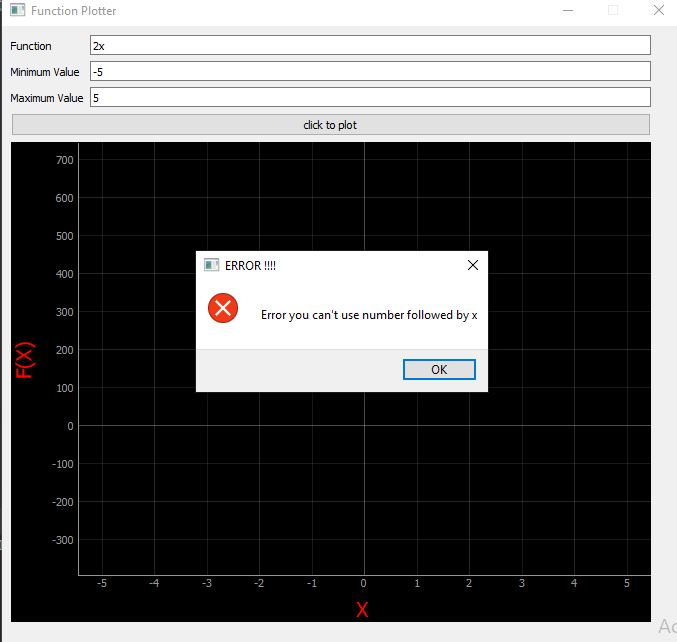 Function Plotter
Function 2x
Minimum Value -5
Maximum Value 5
click to plot
700
600
500
400
300
200
100
0
-100
-200
-300
F(X)
ERROR !!!!
Error you can't use number followed by x
OK
-5 -4 -3 -2 -1 0 1 2 3 4 5
X